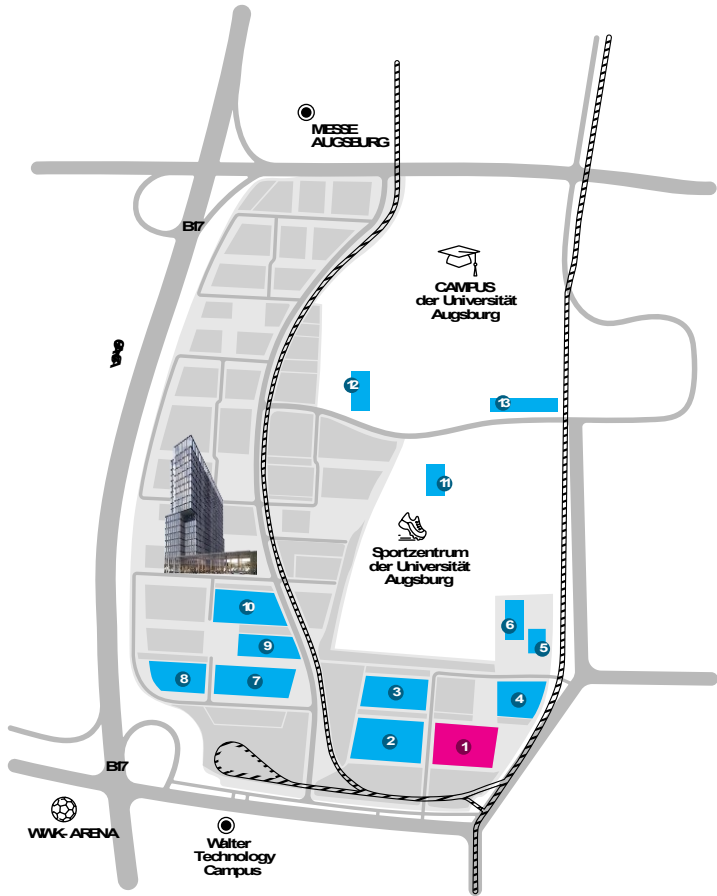 MESSE
AUGSBURG
B17
CAMPUS
der Universität
Augsburg
12
13
11
Sportzentrum
der Universität
Augsburg
10
9
8
7
6
5
4
3
2
1
B17
WWK-ARENA
Walter
Technology
Campus